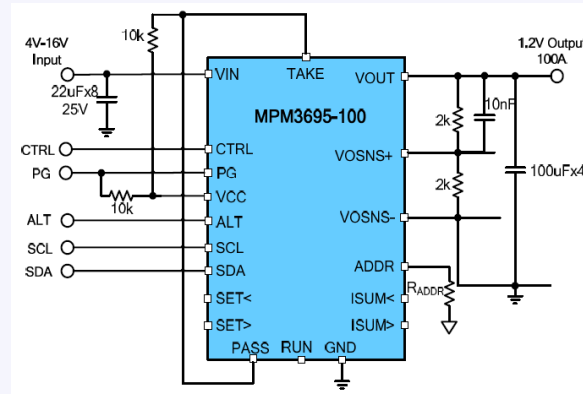 10k
4V-16V
Input
1.2V Output
100A
VIN
TAKE
VOUT
22uFx8
25V
MPM3695-100
2k
10nF
CTRL
CTRL
VOSNS+
PG
PG
2k
100uFx4
10k
VCC
ALT
ALT
VOSNS-
SCL
SCL
SDA
SDA
ADDR
RADDR
SET<
ISUM<
SET>
ISUM>
PASS
RUN
GND